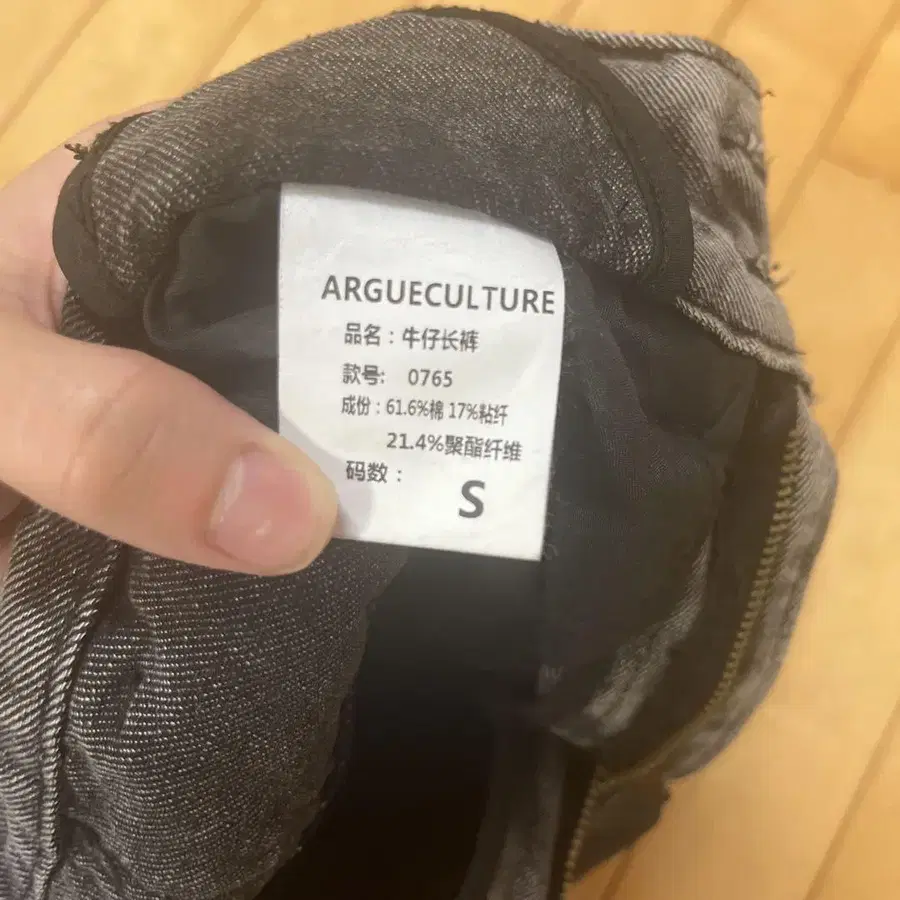 ARGUECULTURE
品名：牛仔长裤
款号: 0765
成份：61.6%棉 17%粘纤
21.4%聚酯纤维
码数：
S